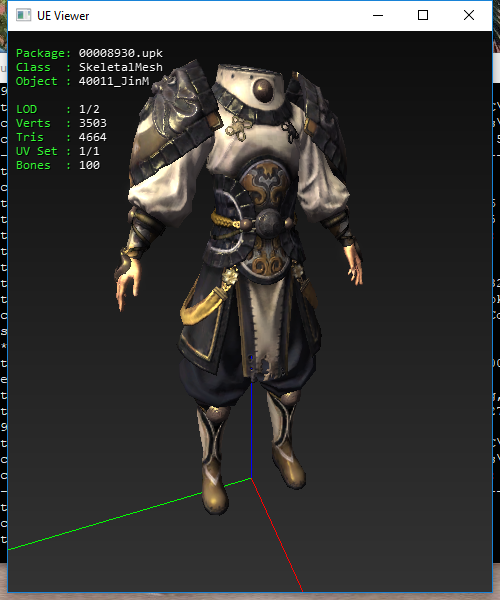 UE Viewer
Package: 00008930.upk
Class : SkeletalMesh
Object : 40011_JinM
LOD : 1/2
Verts : 3503
Tris : 4664
UV Set : 1/1
Bones : 100